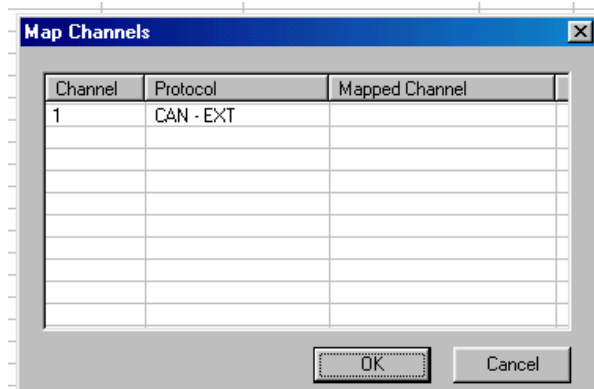 Map Channels
Channel Protocol Mapped Channel
1 CAN - EXT
OK Cancel